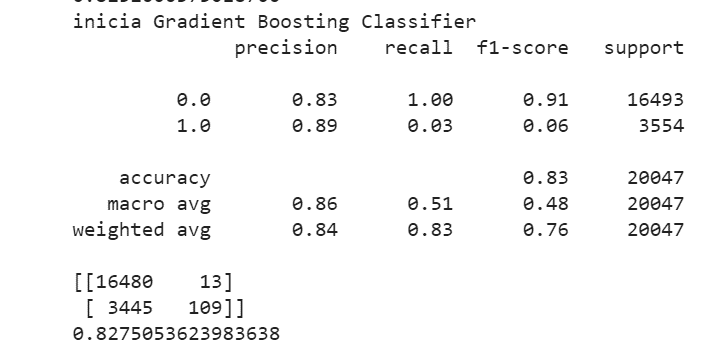 inicia Gradient Boosting Classifier
precision recall f1-score support
0.0 0.83 1.00 0.91 16493
1.0 0.89 0.03 0.06 3554
accuracy 0.83 20047
macro avg 0.86 0.51 0.48 20047
weighted avg 0.84 0.83 0.76 20047
[[16480 13]
[ 3445 109]]
0.8275053623983638